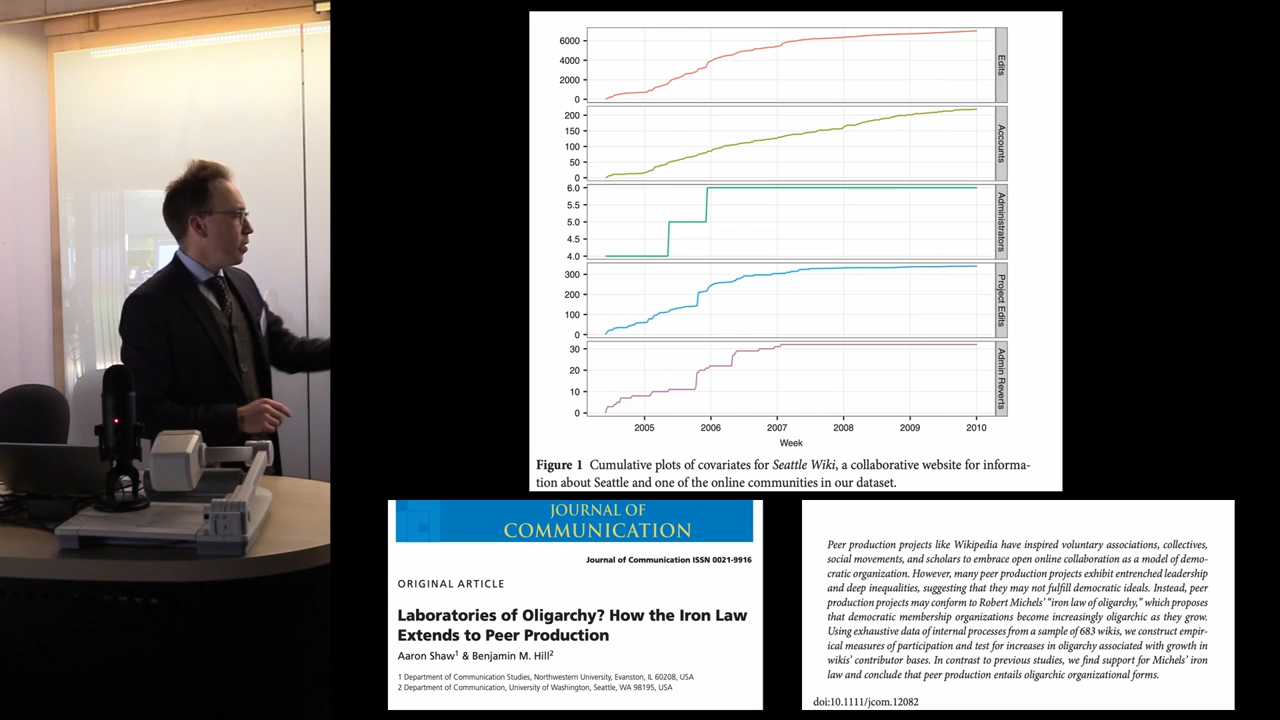 6000
4000
2000
0
Edits
200
150
100
50
0
Accounts
6.0
5.5
5.0
4.5
4.0
Administrators
300
200
100
0
Project Edits
30
20
10
0
Admin Reverts
2005 2006 2007 2008 2009 2010
Week
Figure 1 Cumulative plots of covariates for Seattle Wiki, a collaborative website for informa-
tion about Seattle and one of the online communities in our dataset.
JOURNAL OF
COMMUNICATION
Journal of Communication ISSN 0021-9916
ORIGINAL ARTICLE
Laboratories of Oligarchy? How the Iron Law
Extends to Peer Production
Aaron Shaw1 & Benjamin M. Hill2
1 Department of Communication Studies, Northwestern University, Evanston, IL 60208, USA
2 Department of Communication, University of Washington, Seattle, WA 98195, USA
Peer production projects like Wikipedia have inspired voluntary associations, collectives,
social movements, and scholars to embrace open online collaboration as a model of demo-
cratic organization. However, many peer production projects exhibit entrenched leadership
and deep inequalities, suggesting that they may not fulfill democratic ideals. Instead, peer
production projects may conform to Robert Michels' "iron law of oligarchy," which proposes
that democratic membership organizations become increasingly oligarchic as they grow.
Using exhaustive data of internal processes from a sample of 683 wikis, we construct empir-
ical measures of participation and test for increases in oligarchy associated with growth in
wikis' contributor bases. In contrast to previous studies, we find support for Michels' iron
law and conclude that peer production entails oligarchic organizational forms.
doi:10.1111/jcom.12082